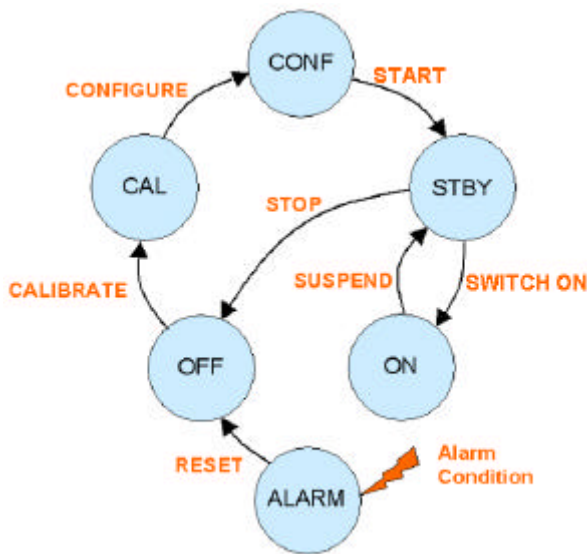 CONF
START
CONFIGURE
CAL
STBY
STOP
SUSPEND
SWITCH ON
CALIBRATE
OFF
ON
RESET
ALARM
Alarm
Condition